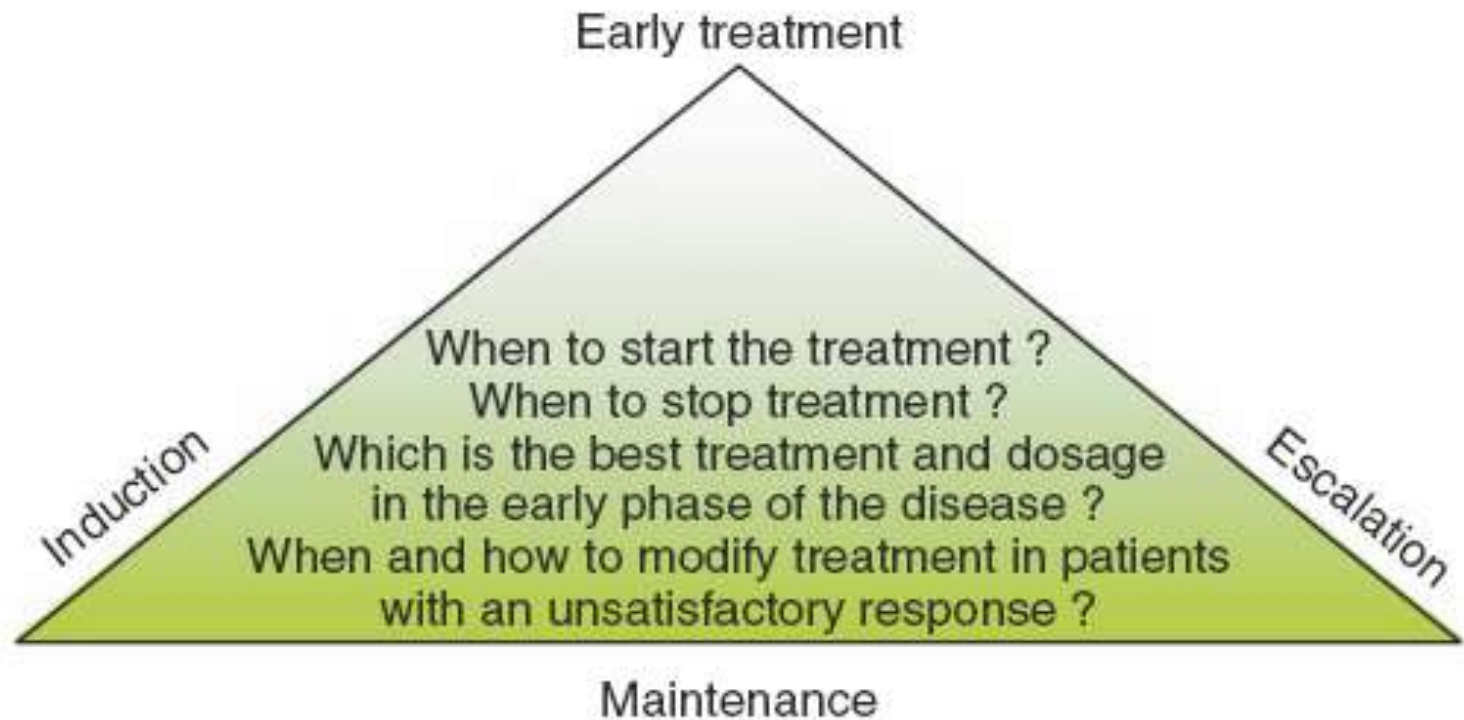 Early treatment
When to start the treatment ?
When to stop treatment ?
Which is the best treatment and dosage
in the early phase of the disease ?
When and how to modify treatment in patients
with an unsatisfactory response ?
Induction
Escalation
Maintenance